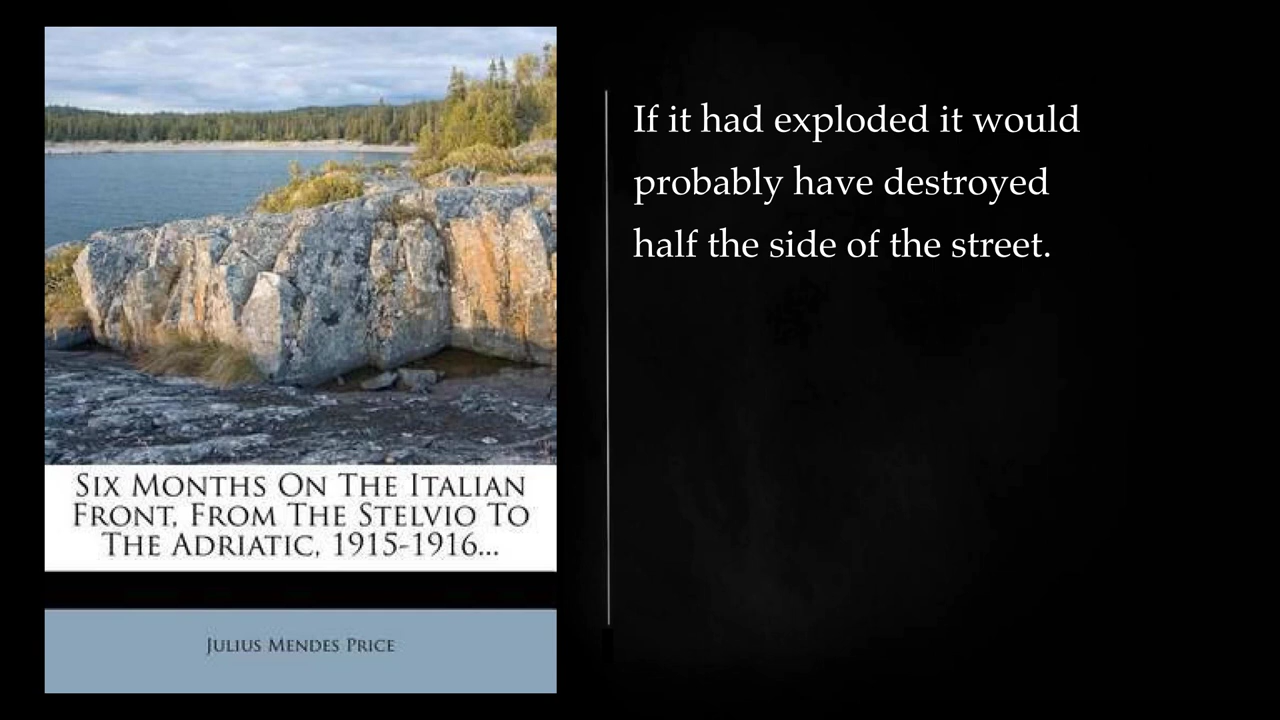 If it had exploded it would
probably have destroyed
half the side of the street.
Six Months On The Italian
Front, From The Stelvio To
The Adriatic, 1915-1916...
Julius Mendes Price